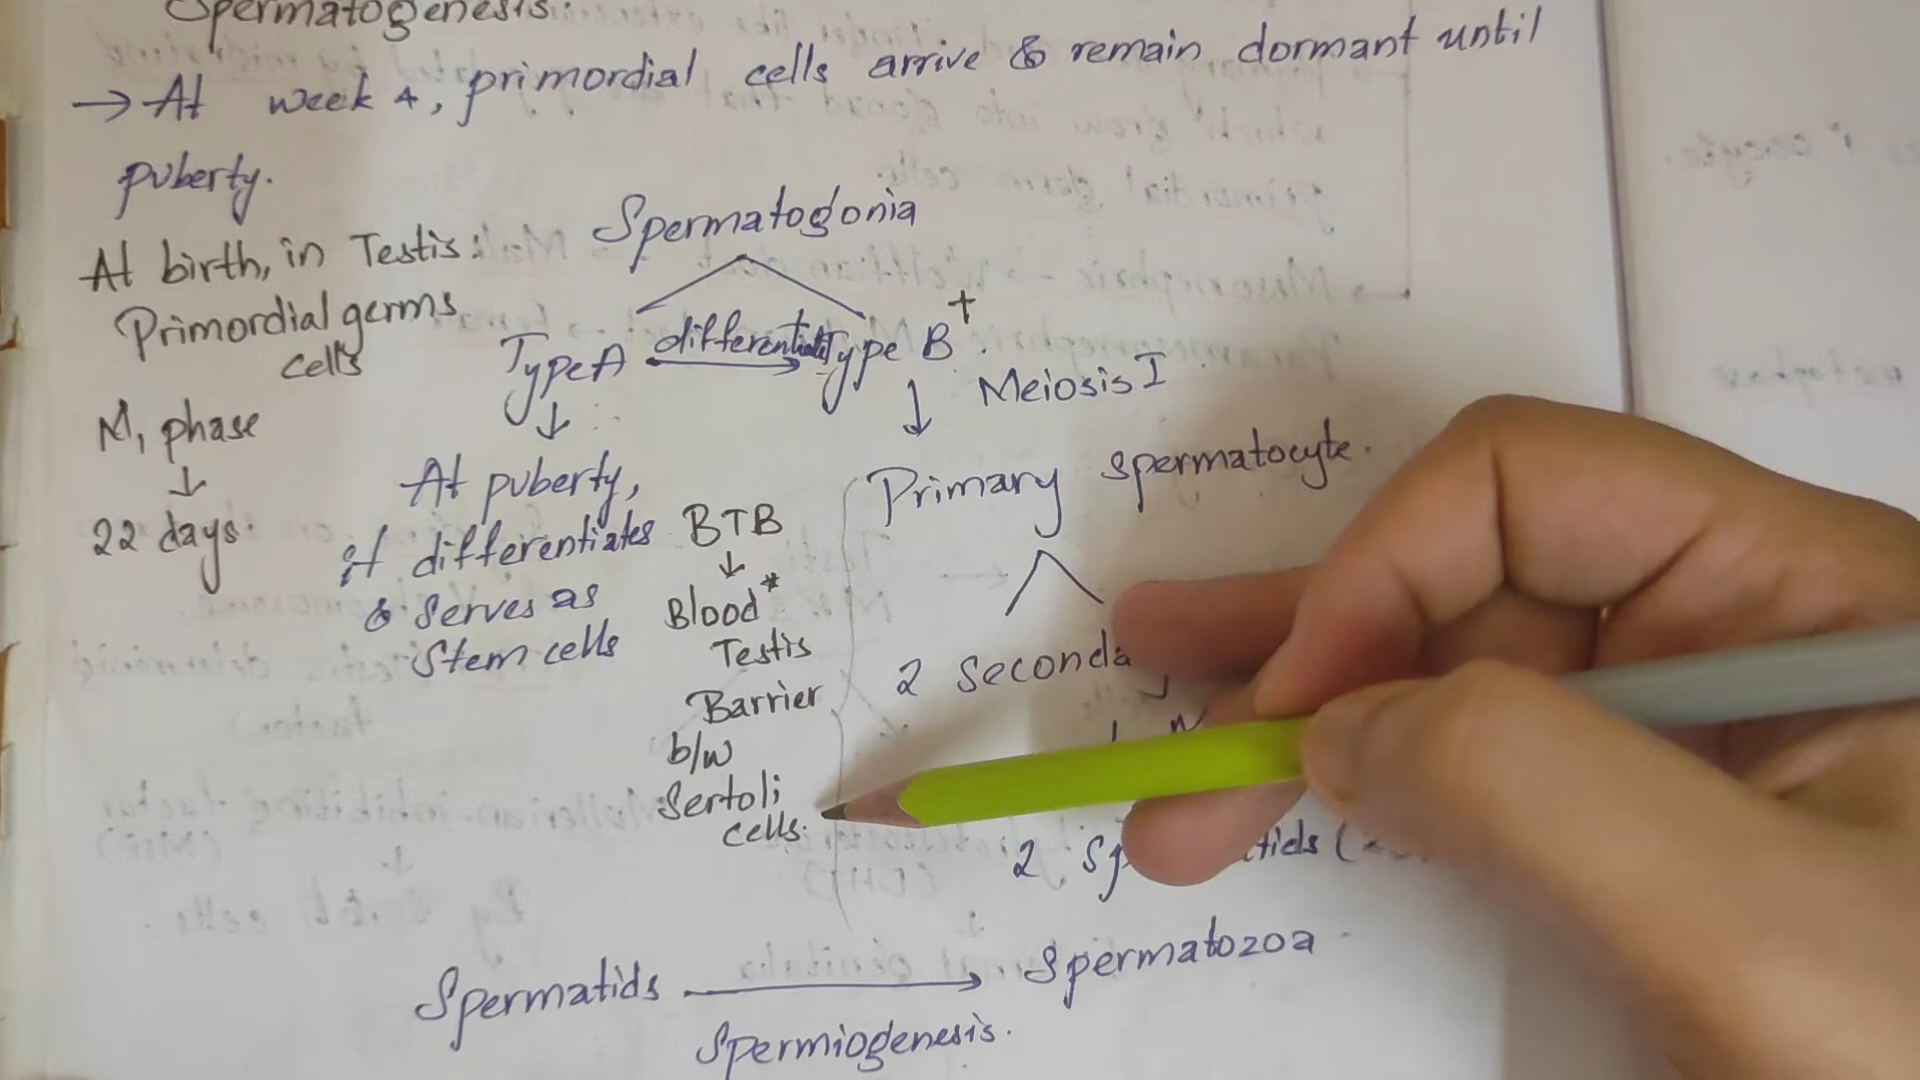 Spermatogenesis:
→ At week 4, primordial cells arrive & remain dormant until
puberty.
At birth, in Testis:
Primordial germs
cells
M, phase
↓
22 days.
Spermatogonia
Type A differentiate Type B +
↓
At puberty,
it differentiates
& serves as
Stem cells
↓ Meiosis I
Primary spermatocyte.
BTB
↓
Blood*
Testis
Barrier
b/w
Sertoli
cells.
2 Seconda
2
Spermatids → Spermatozoa
Spermiogenesis.